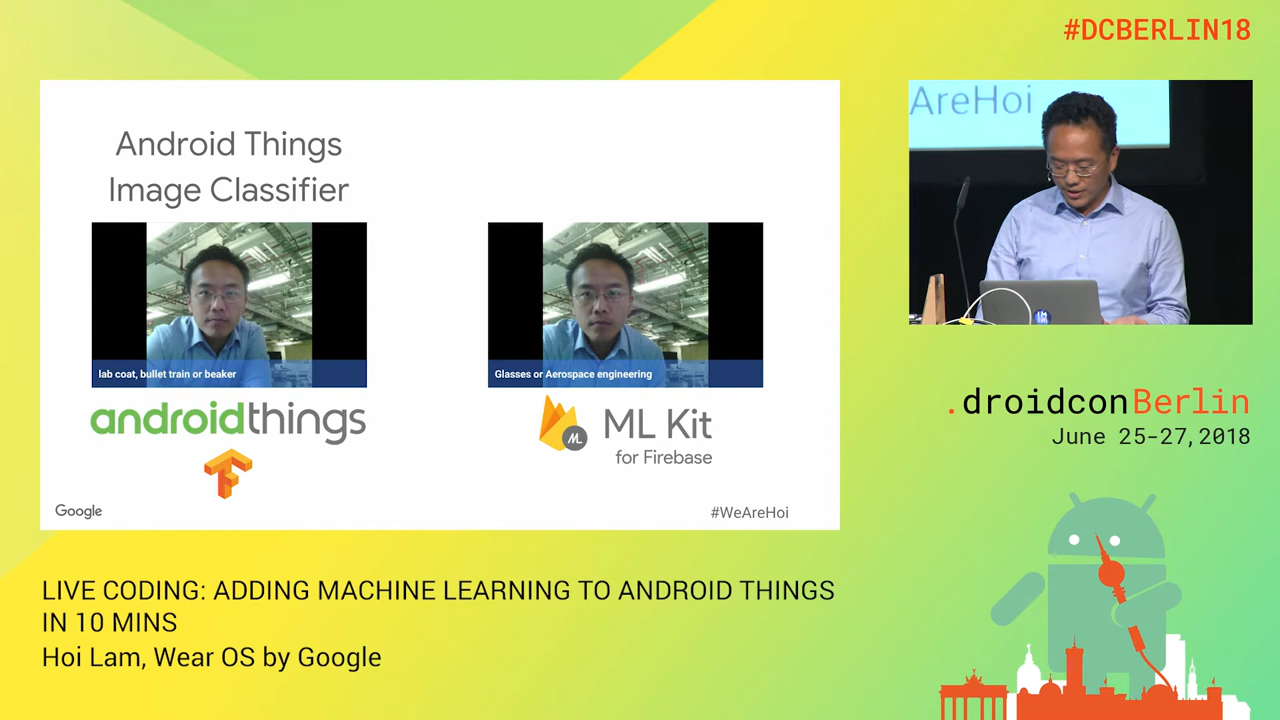 #DCBERLIN18
Android Things
Image Classifier
lab coat, bullet train or beaker
Glasses or Aerospace engineering
androidthings
ML Kit
for Firebase
Google
#WeAreHoi
AreHoi
.droidconBerlin
June 25-27, 2018
LIVE CODING: ADDING MACHINE LEARNING TO ANDROID THINGS
IN 10 MINS
Hoi Lam, Wear OS by Google